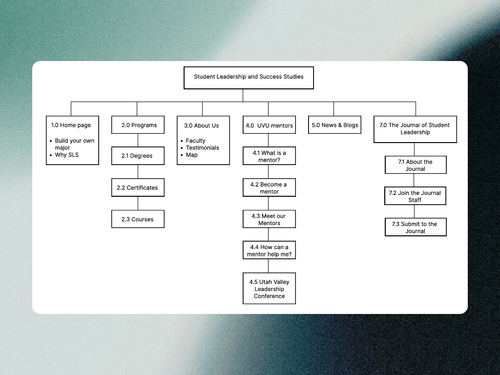 Student Leadership and Success Studies
1.0 Home page
• Build your own
major
• Why SLS
2.0 Programs
2.1 Degrees
2.2 Certificates
2.3 Courses
3.0 About Us
• Faculty
• Testimonials
• Map
4.0 UVU mentors
4.1 What is a
mentor?
4.2 Become a
mentor
4.3 Meet our
Mentors
4.4 How can a
mentor help me?
4.5 Utah Valley
Leadership
Conference
5.0 News & Blogs
7.0 The Journal of Student
Leadership
7.1 About the
Journal
7.2 Join the Journal
Staff
7.3 Submit to the
Journal